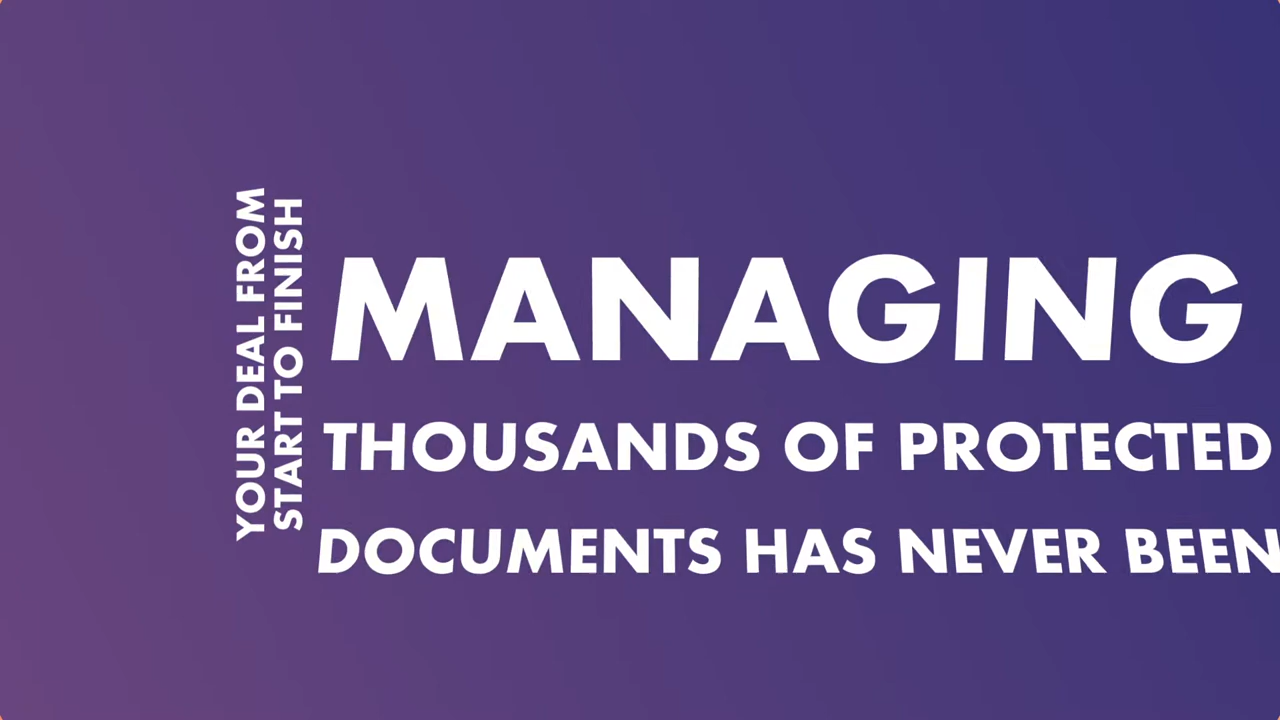 YOUR DEAL FROM
START TO FINISH
MANAGING
THOUSANDS OF PROTECTED
DOCUMENTS HAS NEVER BEEN